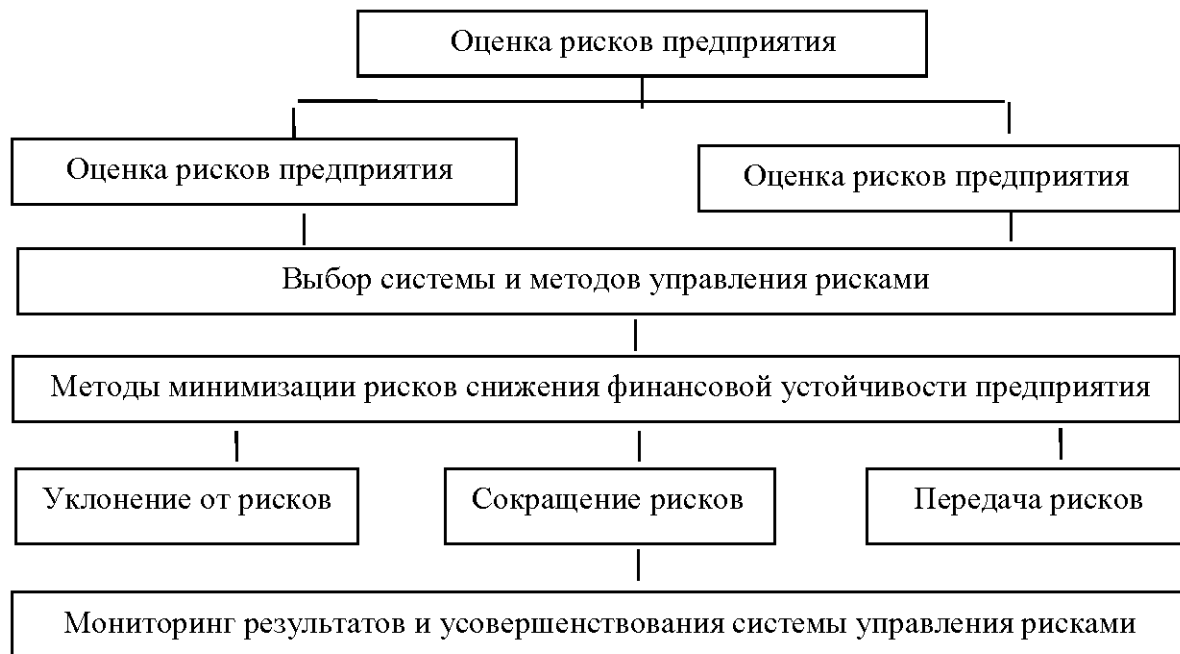 Оценка рисков предприятия
Оценка рисков предприятия
Оценка рисков предприятия
Выбор системы и методов управления рисками
Методы минимизации рисков снижения финансовой устойчивости предприятия
Уклонение от рисков
Сокращение рисков
Передача рисков
Мониторинг результатов и усовершенствования системы управления рисками